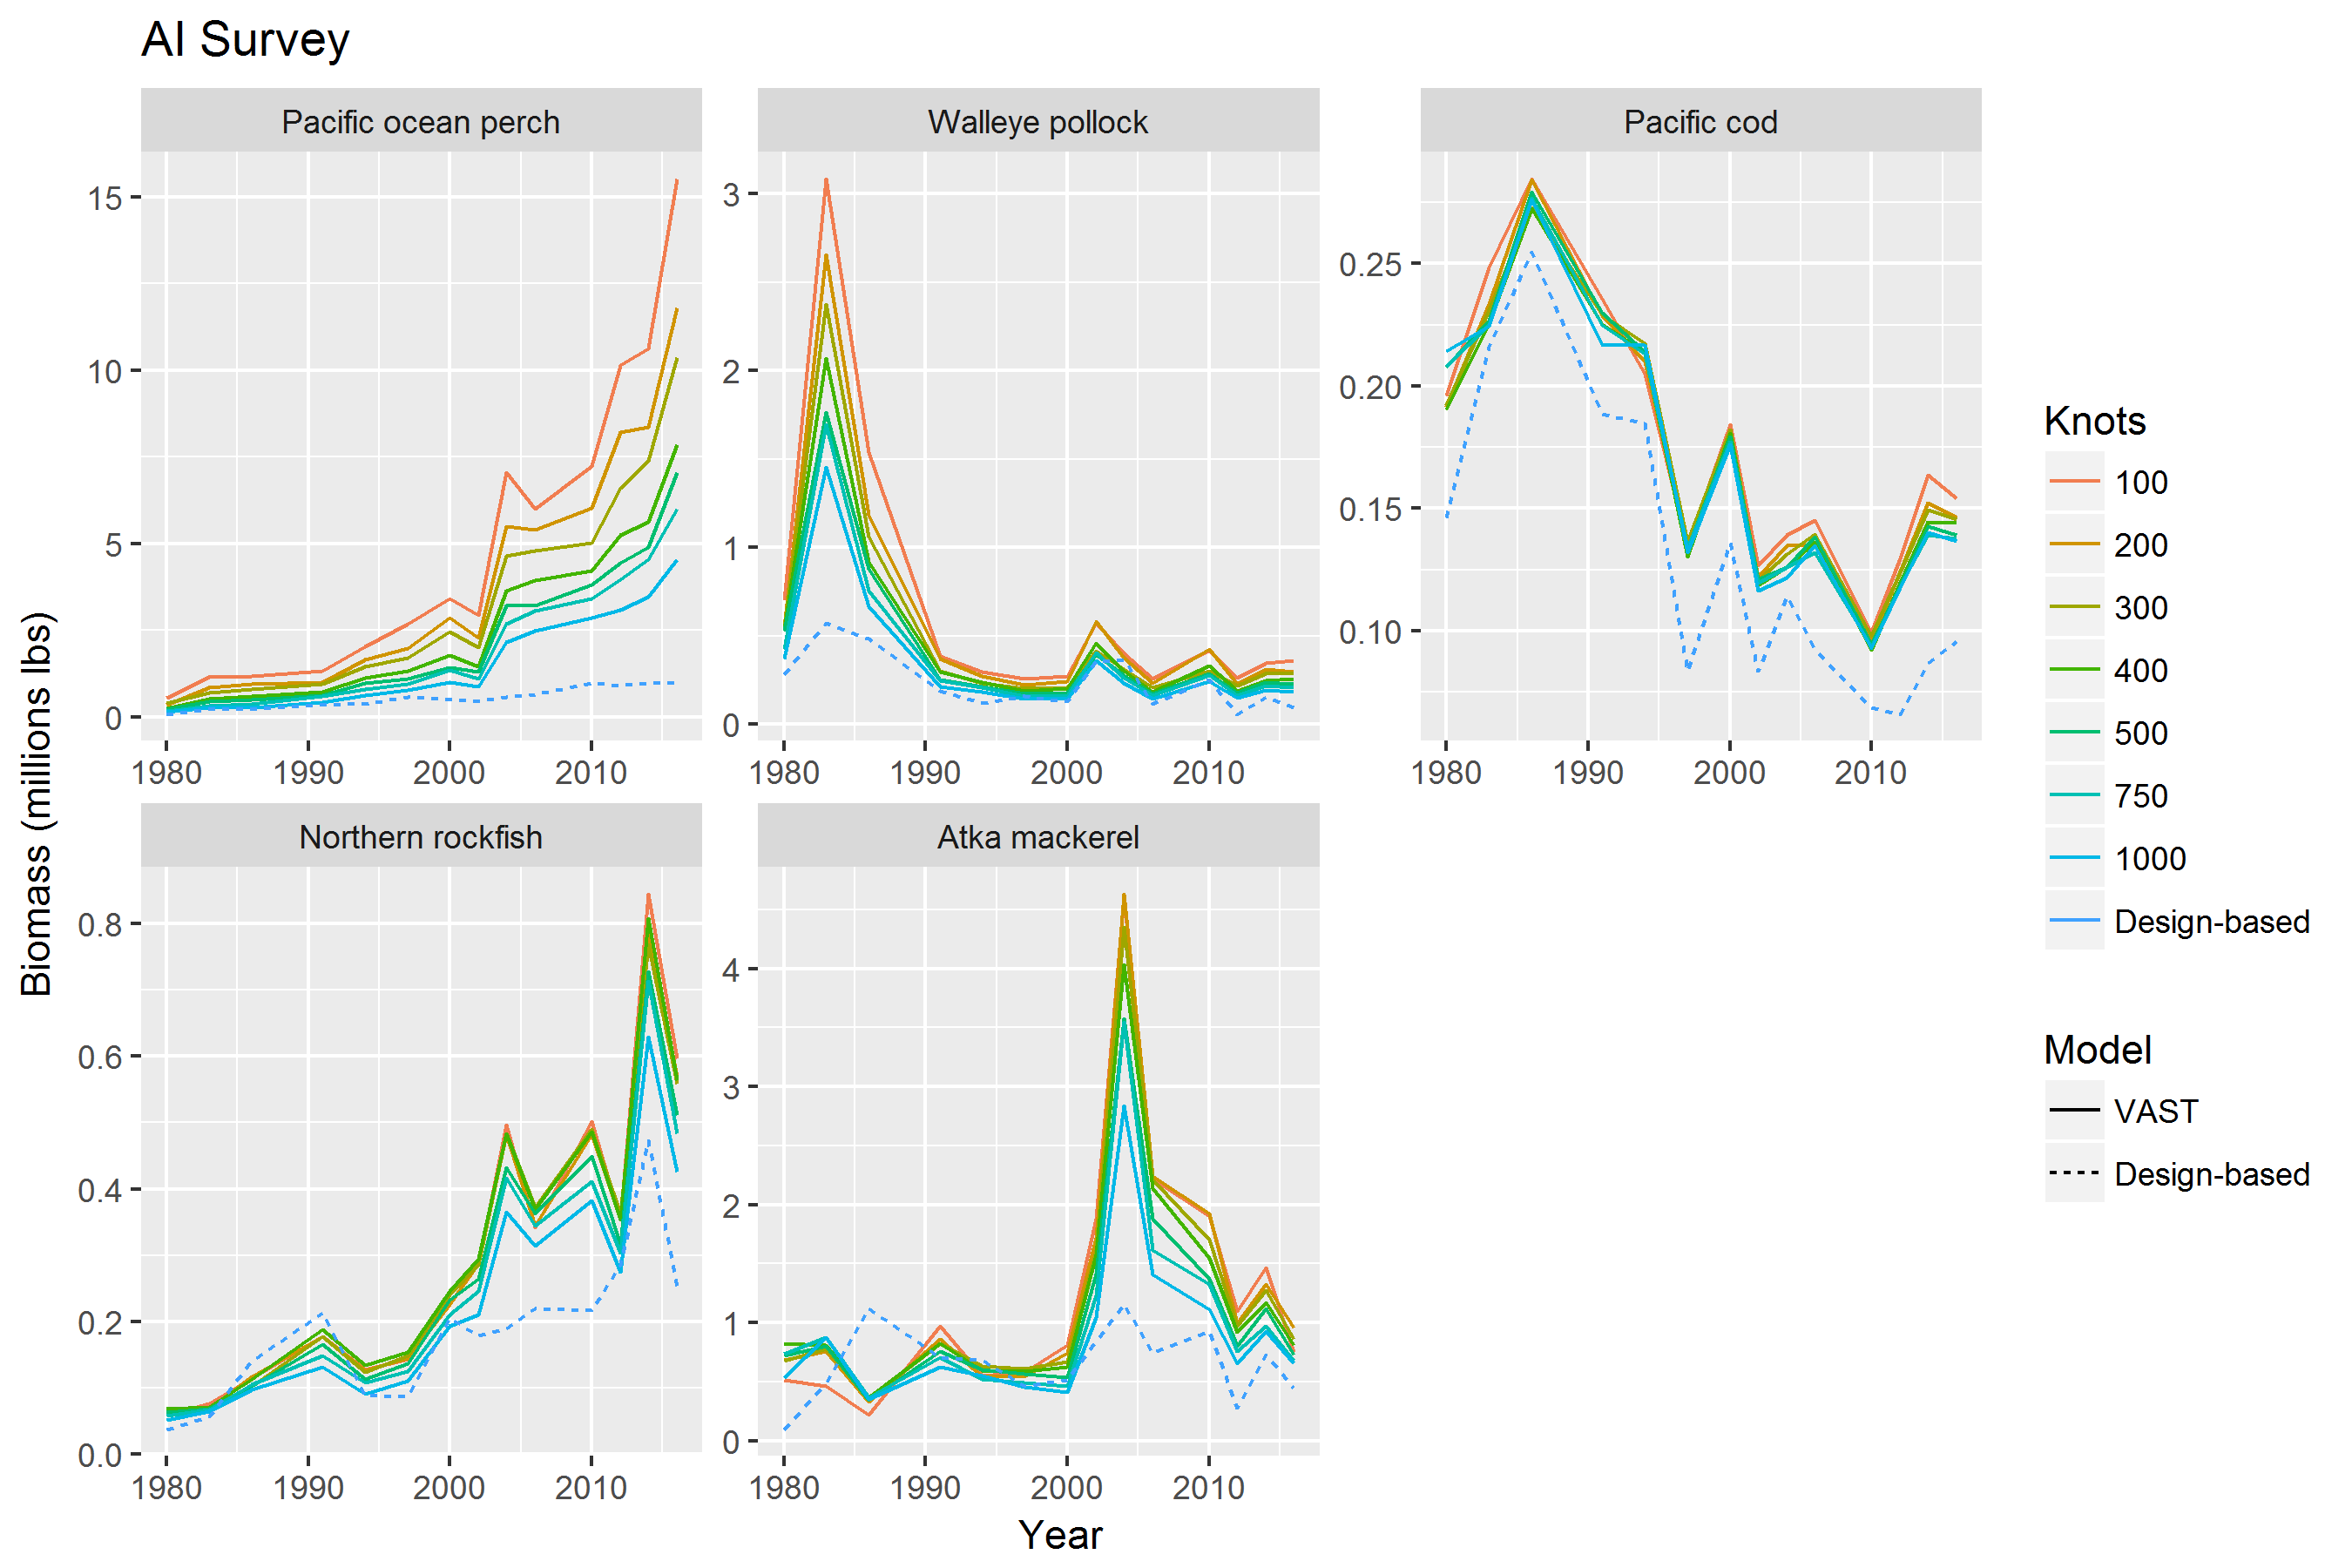 AI Survey
Pacific ocean perch
Walleye pollock
Pacific cod
15
10
5
0
3
2
1
0
0.25
0.20
0.15
0.10
1980 1990 2000 2010
1980 1990 2000 2010
1980 1990 2000 2010
Northern rockfish
Atka mackerel
0.8
0.6
0.4
0.2
0.0
4
3
2
1
0
1980 1990 2000 2010
1980 1990 2000 2010
Biomass (millions lbs)
Year
Knots
100
200
300
400
500
750
1000
Design-based
Model
VAST
Design-based